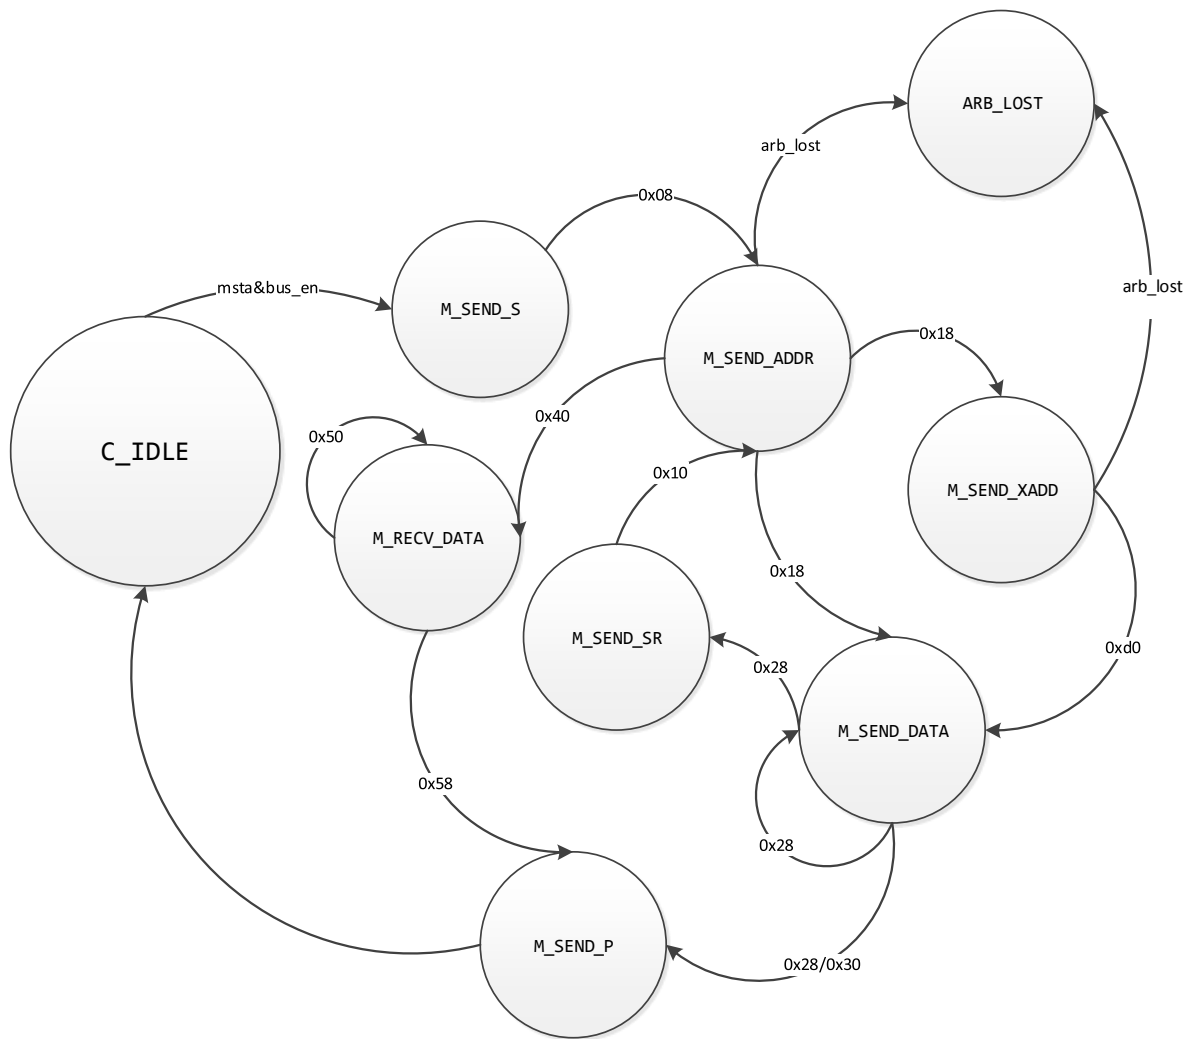 ARB_LOST
arb_lost
0x08
msta&bus_en
arb_lost
M_SEND_S
0x18
M_SEND_ADDR
0x40
0x50
C_IDLE
0x10
M_SEND_XADD
M_RECV_DATA
0x18
M_SEND_SR
0xd0
0x28
M_SEND_DATA
0x58
0x28
M_SEND_P
0x28/0x30